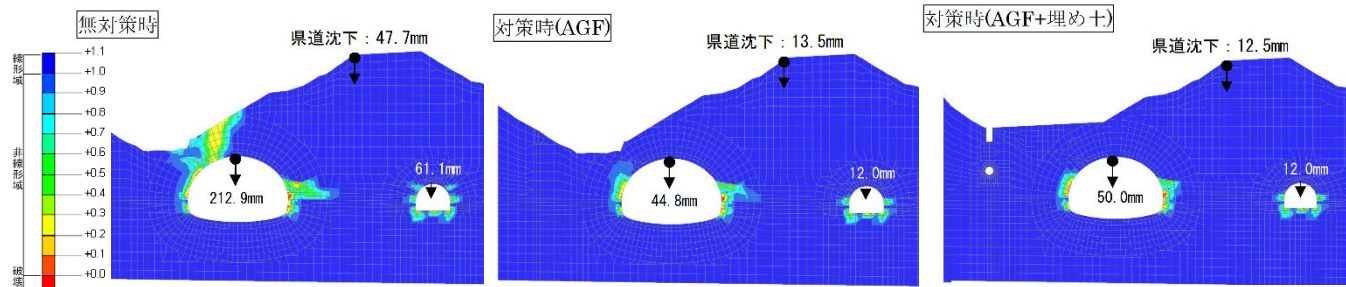 無対策時
県道沈下：47.7mm
212.9mm
61.1mm
線形域
非線形域
破壊
+1.1
+1.0
+0.9
+0.8
+0.7
+0.6
+0.5
+0.4
+0.3
+0.2
+0.1
+0.0
対策時(AGF)
県道沈下：13.5mm
44.8mm
12.0mm
対策時(AGF+埋め土)
県道沈下：12.5mm
50.0mm
12.0mm